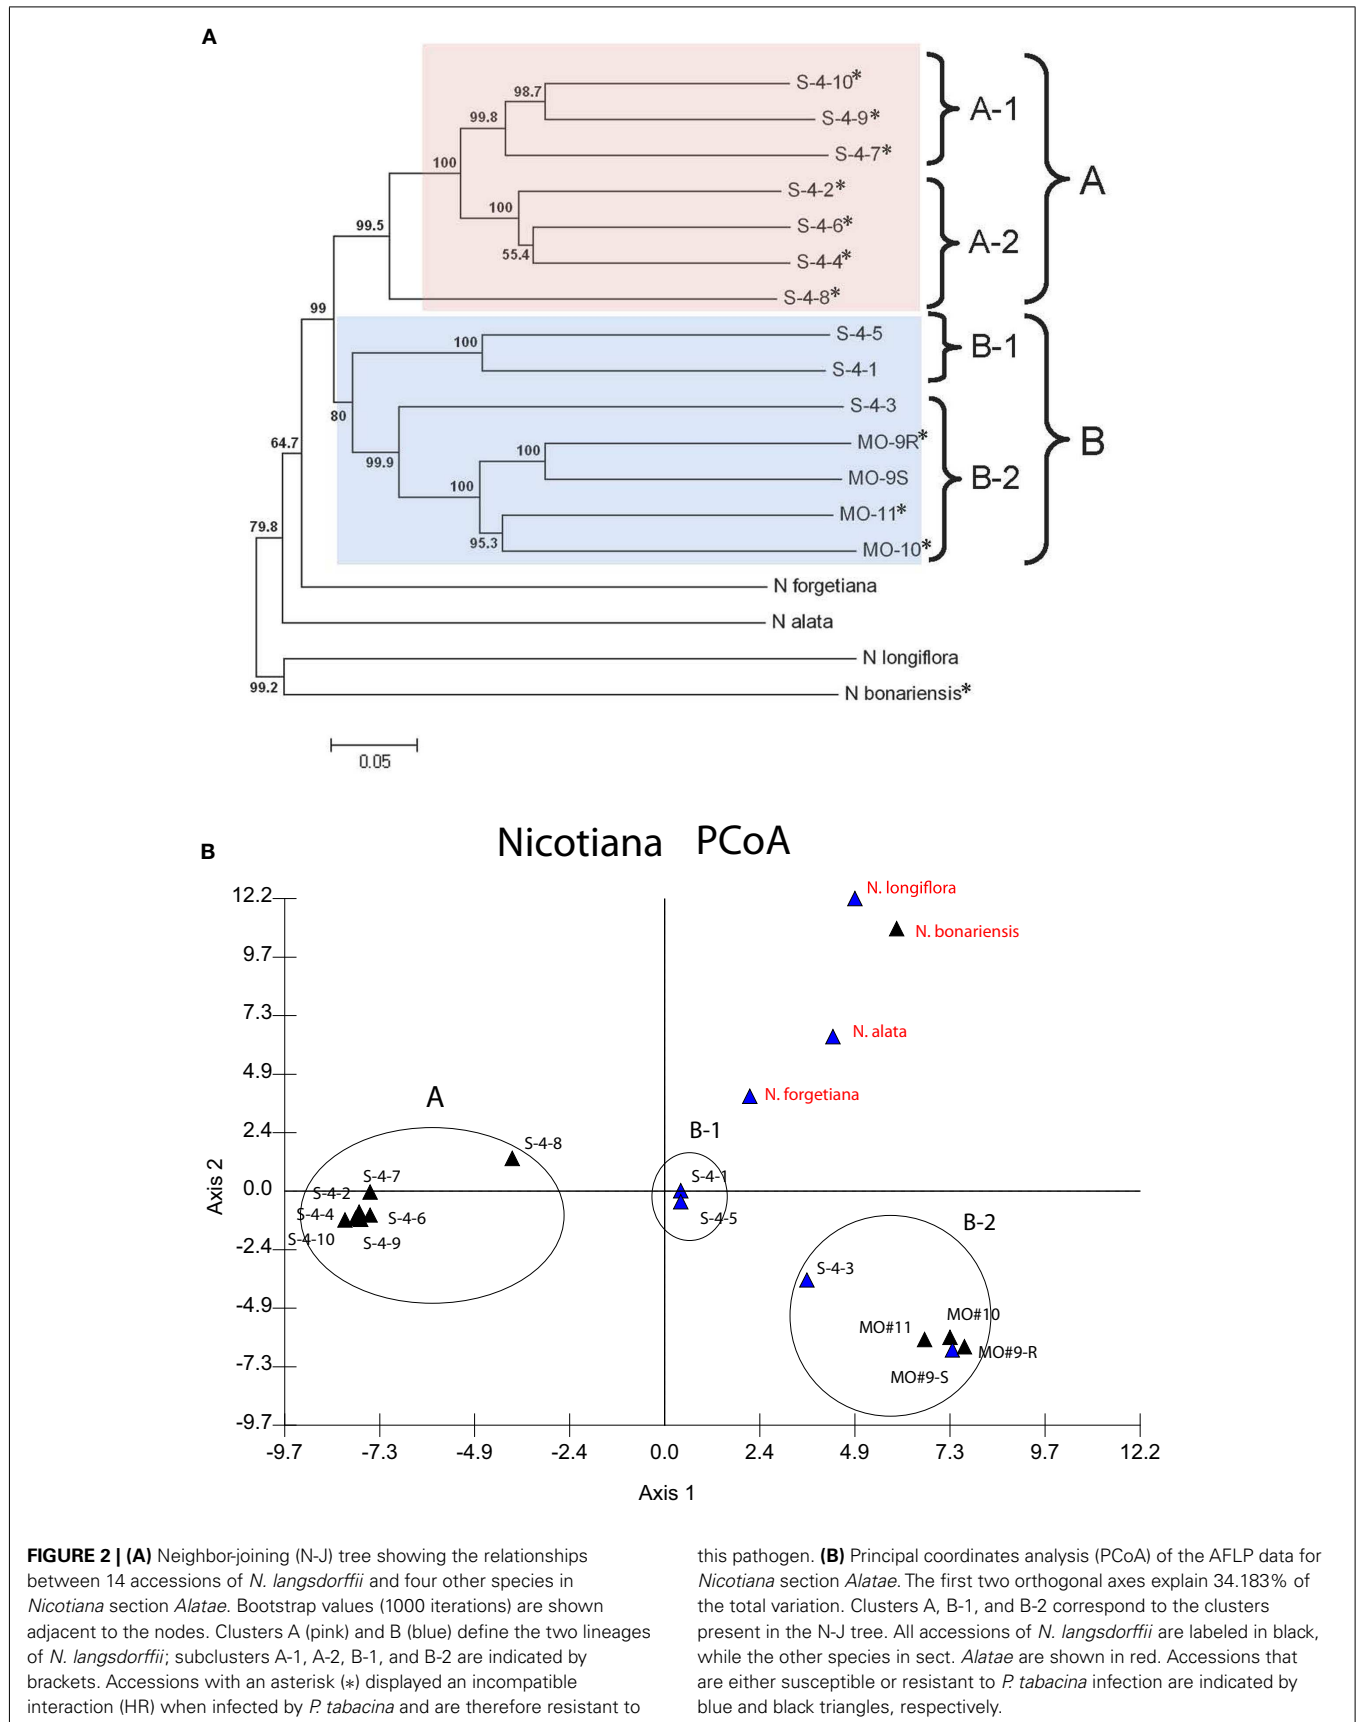 A
S-4-10*
98.7
S-4-9*
99.8
S-4-7*
A-1
100
S-4-2*
100
S-4-6*
55.4
S-4-4*
A-2
A
99.5
S-4-8*
99
S-4-5
100
S-4-1
B-1
80
S-4-3
64.7
MO-9R*
100
99.9
MO-9S
100
B-2
B
MO-11*
95.3
MO-10*
79.8
N forgetiana
N alata
N longiflora
99.2
N bonariensis*
0.05
B
Nicotiana PCoA
12.2
9.7
7.3
4.9
2.4
0.0
-2.4
-4.9
-7.3
-9.7
Axis 2
N. longiflora
N. bonariensis
N. alata
N. forgetiana
A
B-1
S-4-8
S-4-7
S-4-1
S-4-2
S-4-4
S-4-6
S-4-5
S-4-10
S-4-9
B-2
S-4-3
MO#10
MO#11
MO#9-R
MO#9-S
-9.7 -7.3 -4.9 -2.4 0.0 2.4 4.9 7.3 9.7 12.2
Axis 1
FIGURE 2 | (A) Neighbor-joining (N-J) tree showing the relationships
between 14 accessions of N. langsdorffii and four other species in
Nicotiana section Alatae. Bootstrap values (1000 iterations) are shown
adjacent to the nodes. Clusters A (pink) and B (blue) define the two lineages
of N. langsdorffii; subclusters A-1, A-2, B-1, and B-2 are indicated by
brackets. Accessions with an asterisk (*) displayed an incompatible
interaction (HR) when infected by P. tabacina and are therefore resistant to
this pathogen. (B) Principal coordinates analysis (PCoA) of the AFLP data for
Nicotiana section Alatae. The first two orthogonal axes explain 34.183% of
the total variation. Clusters A, B-1, and B-2 correspond to the clusters
present in the N-J tree. All accessions of N. langsdorffii are labeled in black,
while the other species in sect. Alatae are shown in red. Accessions that
are either susceptible or resistant to P. tabacina infection are indicated by
blue and black triangles, respectively.